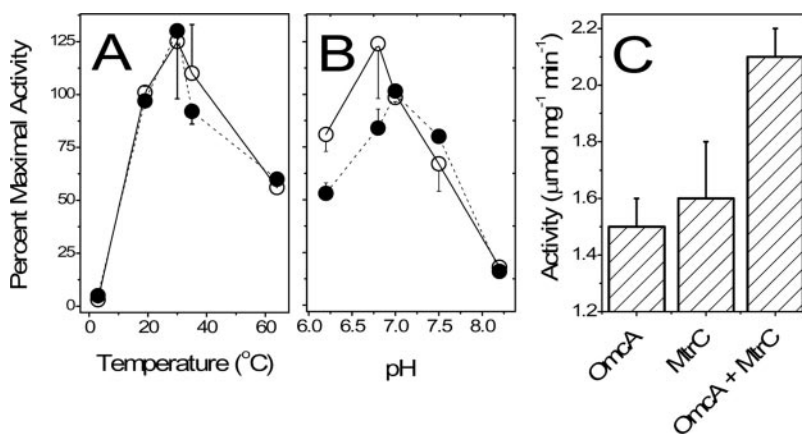 A
B
C
Percent Maximal Activity
125
100
75
50
25
0
0 20 40 60
Temperature (°C)
6.0 6.5 7.0 7.5 8.0
pH
Activity (μmol mg⁻¹ min⁻¹)
2.2
2.0
1.8
1.6
1.4
1.2
OmcA
MtrC
OmcA + MtrC